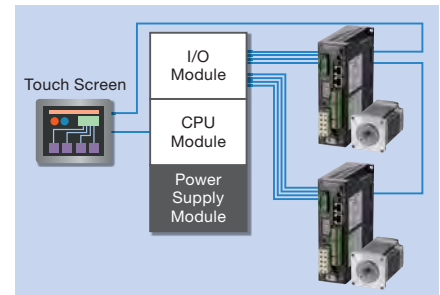 I/O
Module
Touch Screen
CPU
Module
Power
Supply
Module